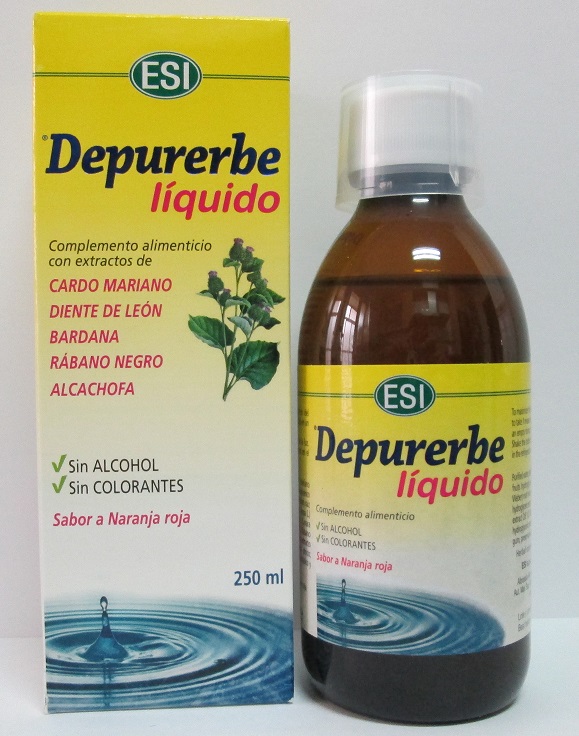 ESI
®Depurerbe
líquido
Complemento alimenticio
con extractos de
CARDO MARIANO
DIENTE DE LEÓN
BARDANA
RÁBANO NEGRO
ALCACHOFA
✓ Sin ALCOHOL
✓ Sin COLORANTES
Sabor a Naranja roja
250 ml
ESI
®Depurerbe
líquido
Complemento alimenticio
✓ Sin ALCOHOL
✓ Sin COLORANTES
Sabor a Naranja roja